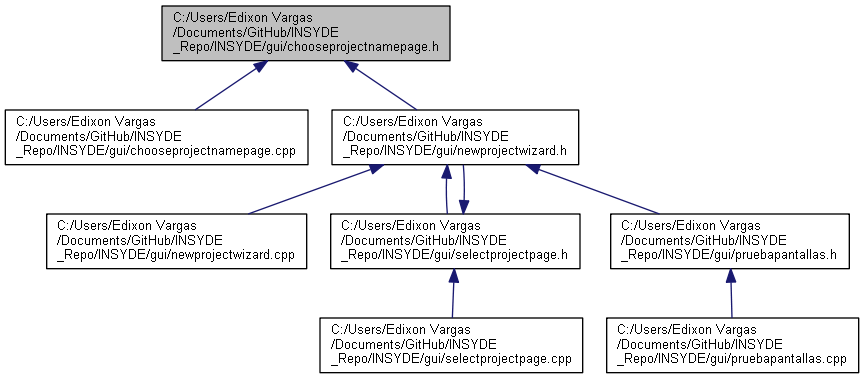 C:/Users/Edixon Vargas
/Documents/GitHub/INSYDE
_Repo/INSYDE/gui/chooseprojectnamepage.h
C:/Users/Edixon Vargas
/Documents/GitHub/INSYDE
_Repo/INSYDE/gui/chooseprojectnamepage.cpp
C:/Users/Edixon Vargas
/Documents/GitHub/INSYDE
_Repo/INSYDE/gui/newprojectwizard.h
C:/Users/Edixon Vargas
/Documents/GitHub/INSYDE
_Repo/INSYDE/gui/newprojectwizard.cpp
C:/Users/Edixon Vargas
/Documents/GitHub/INSYDE
_Repo/INSYDE/gui/selectprojectpage.h
C:/Users/Edixon Vargas
/Documents/GitHub/INSYDE
_Repo/INSYDE/gui/pruebapantallas.h
C:/Users/Edixon Vargas
/Documents/GitHub/INSYDE
_Repo/INSYDE/gui/selectprojectpage.cpp
C:/Users/Edixon Vargas
/Documents/GitHub/INSYDE
_Repo/INSYDE/gui/pruebapantallas.cpp